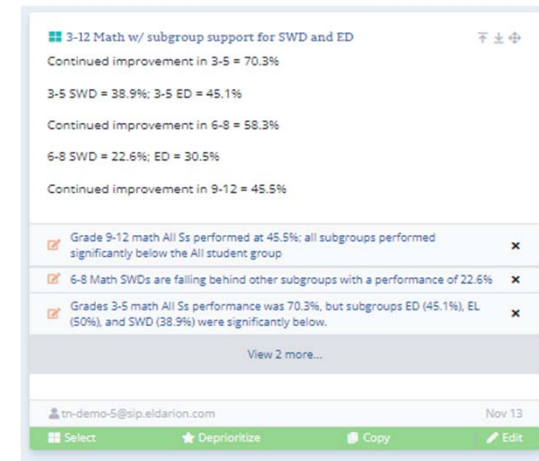 3-12 Math w/ subgroup support for SWD and ED
Continued improvement in 3-5 = 70.3%
3-5 SWD = 38.9%; 3-5 ED = 45.1%
Continued improvement in 6-8 = 58.3%
6-8 SWD = 22.6%; ED = 30.5%
Continued improvement in 9-12 = 45.5%
Grade 9-12 math All Ss performed at 45.5%; all subgroups performed
significantly below the All student group
6-8 Math SWDs are falling behind other subgroups with a performance of 22.6%
Grades 3-5 math All Ss performance was 70.3%, but subgroups ED (45.1%), EL
(50%), and SWD (38.9%) were significantly below.
View 2 more...
tn-demo-5@sip.eldarion.com Nov 13
Select Deprioritize Copy Edit